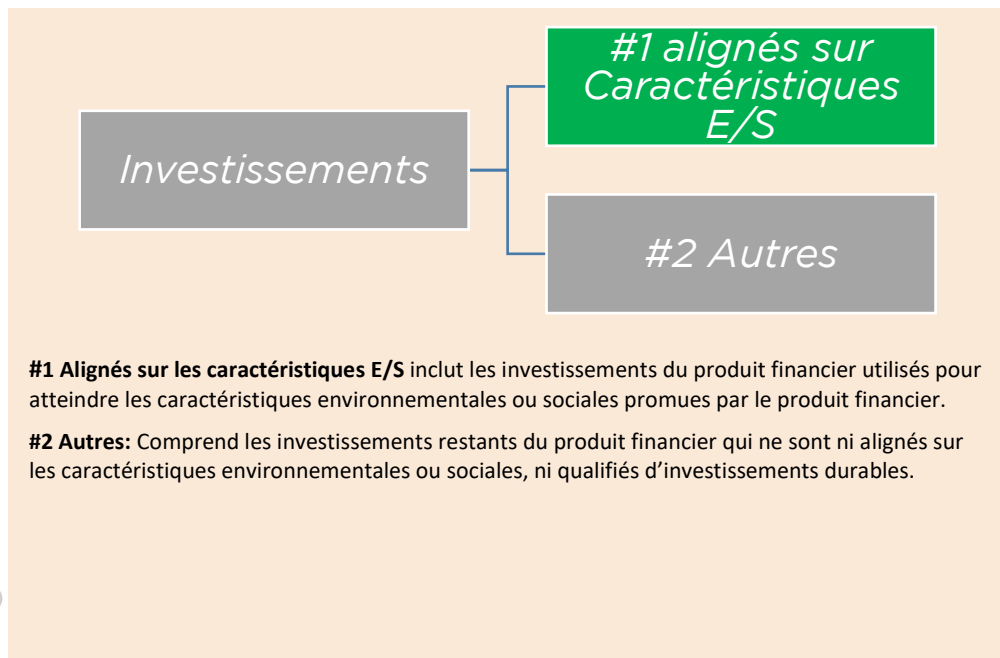 #1 alignés sur
Caractéristiques
E/S
Investissements
#2 Autres
#1 Alignés sur les caractéristiques E/S inclut les investissements du produit financier utilisés pour
atteindre les caractéristiques environnementales ou sociales promues par le produit financier.
#2 Autres: Comprend les investissements restants du produit financier qui ne sont ni alignés sur
les caractéristiques environnementales ou sociales, ni qualifiés d’investissements durables.